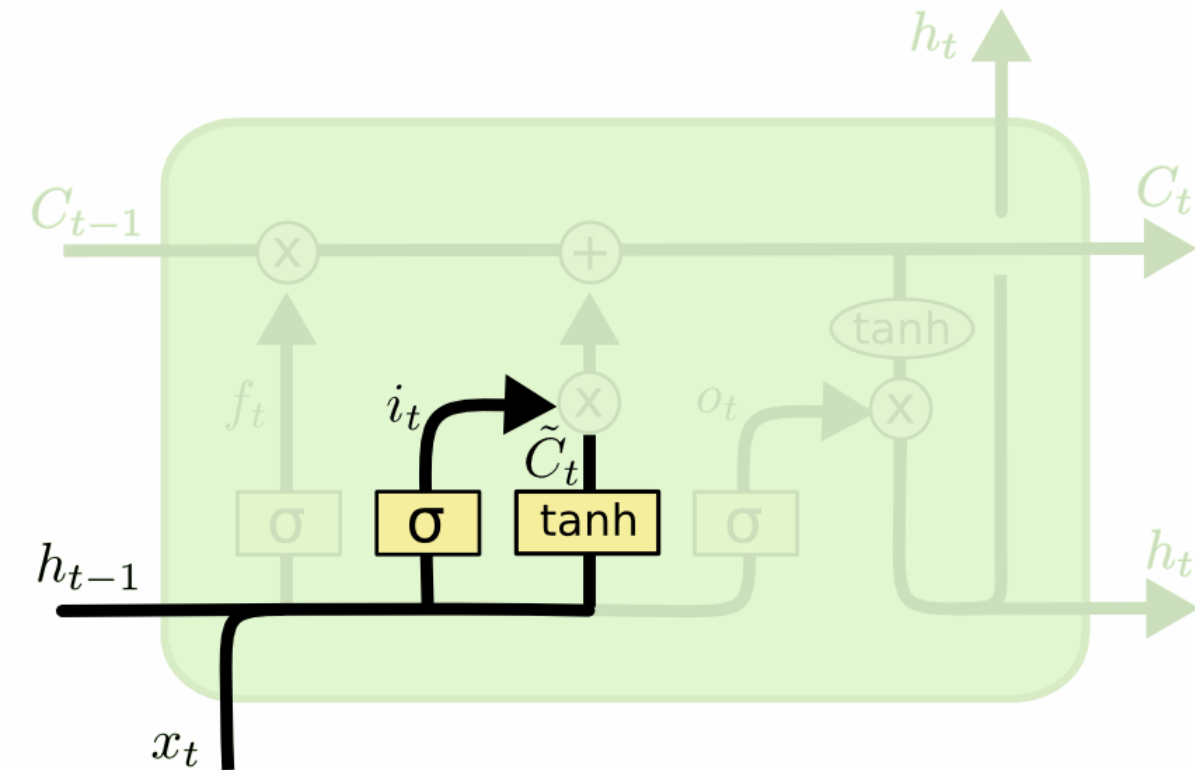 h_t
C_{t-1}
C_t
x
+
tanh
f_t
i_t
x
o_t
x
C̃_t
σ
σ
tanh
σ
h_{t-1}
h_t
x_t